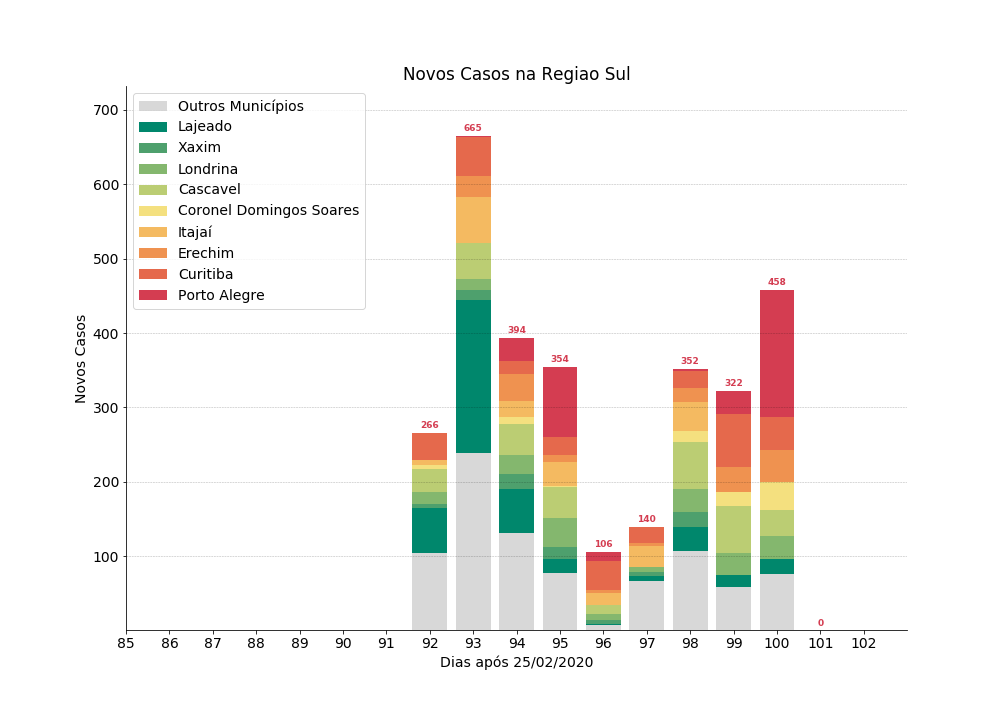 Novos Casos na Regiao Sul
Outros Municípios
Lajeado
Xaxim
Londrina
Cascavel
Coronel Domingos Soares
Itajaí
Erechim
Curitiba
Porto Alegre
Novos Casos
700
600
500
400
300
200
100
266
665
394
354
106
140
352
322
458
0
85 86 87 88 89 90 91 92 93 94 95 96 97 98 99 100 101 102
Dias após 25/02/2020